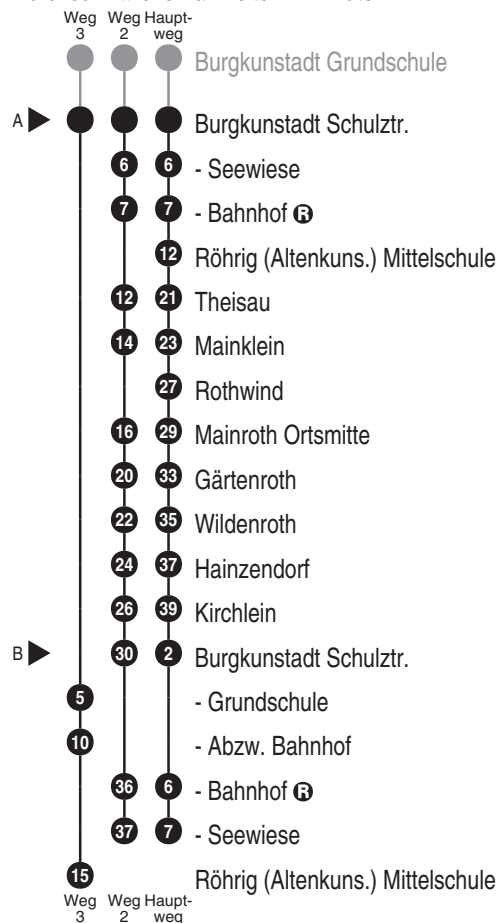 Weg Weg Haupt-
3 2 weg
Burgkunstadt Grundschule
A Burgkunstadt Schulztr.
6 6 - Seewiese
7 7 - Bahnhof R
12 Röhrig (Altenkuns.) Mittelschule
12 21 Theisau
14 23 Mainklein
27 Rothwind
16 29 Mainroth Ortsmitte
20 33 Gärtenroth
22 35 Wildenroth
24 37 Hainzendorf
26 39 Kirchlein
B 30 2 Burgkunstadt Schulztr.
5 - Grundschule
10 - Abzw. Bahnhof
36 6 - Bahnhof R
37 7 - Seewiese
15 Röhrig (Altenkuns.) Mittelschule
Weg Weg Haupt-
3 2 weg